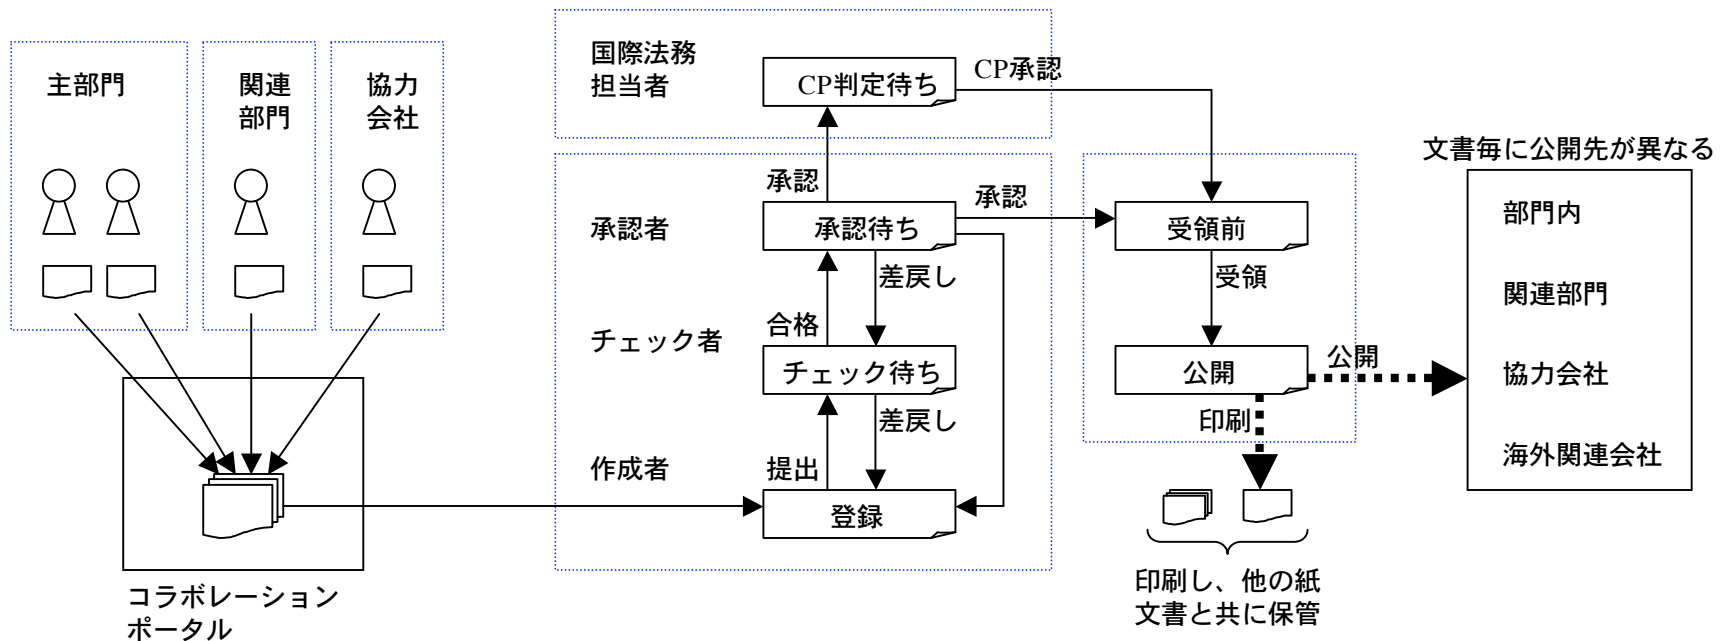 主部門
関連
部門
協力
会社
コラボレーション
ポータル
国際法務
担当者
CP判定待ち
CP承認
承認
承認者
承認待ち
承認
差戻し
合格
チェック者
チェック待ち
差戻し
作成者
提出
登録
受領前
受領
公開
公開
印刷
印刷し、他の紙
文書と共に保管
文書毎に公開先が異なる
部門内
関連部門
協力会社
海外関連会社